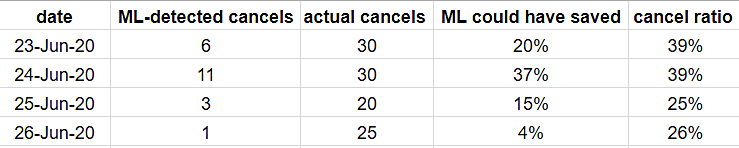 date ML-detected cancels actual cancels ML could have saved cancel ratio
23-Jun-20 6 30 20% 39%
24-Jun-20 11 30 37% 39%
25-Jun-20 3 20 15% 25%
26-Jun-20 1 25 4% 26%